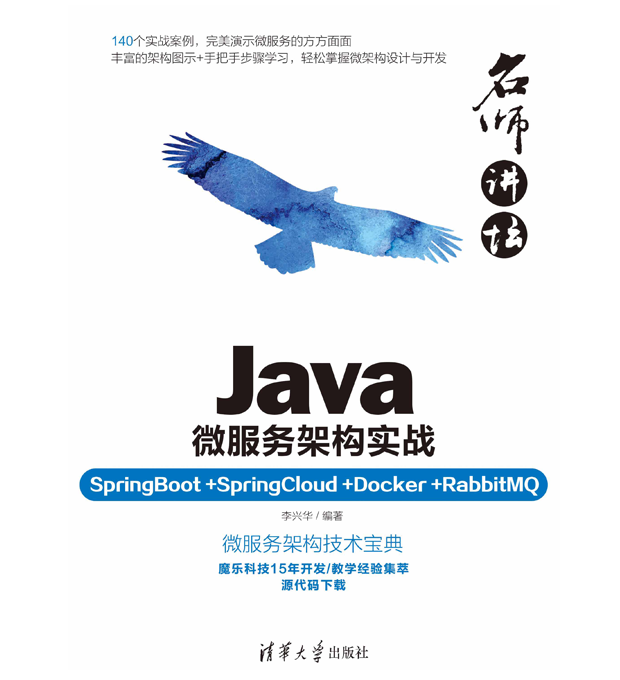 140个实战案例，完美演示微服务的方方面面
丰富的架构图示+手把手步骤学习，轻松掌握微架构设计与开发
名师
讲坛
Java
微服务架构实战
SpringBoot +SpringCloud +Docker +RabbitMQ
李兴华 / 编著
微服务架构技术宝典
魔乐科技15年开发/教学经验集萃
源代码下载
清华大学出版社